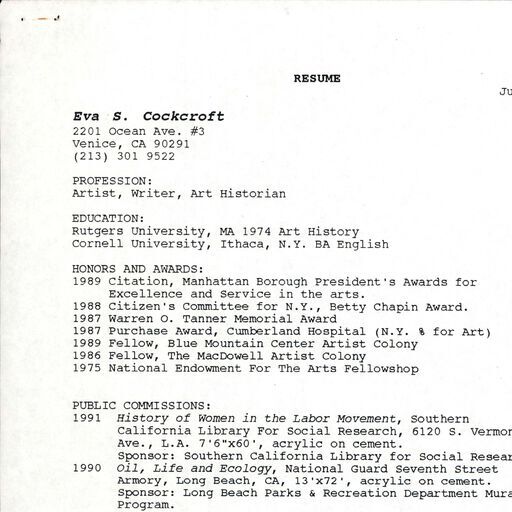 RESUME
Eva S. Cockcroft
2201 Ocean Ave. #3
Venice, CA 90291
(213) 301 9522
PROFESSION:
Artist, Writer, Art Historian
EDUCATION:
Rutgers University, MA 1974 Art History
Cornell University, Ithaca, N.Y. BA English
HONORS AND AWARDS:
1989 Citation, Manhattan Borough President's Awards for
Excellence and Service in the arts.
1988 Citizen's Committee for N.Y., Betty Chapin Award.
1987 Warren O. Tanner Memorial Award
1987 Purchase Award, Cumberland Hospital (N.Y. % for Art)
1989 Fellow, Blue Mountain Center Artist Colony
1986 Fellow, The MacDowell Artist Colony
1975 National Endowment For The Arts Fellowshop
PUBLIC COMMISSIONS:
1991 History of Women in the Labor Movement, Southern
California Library For Social Research, 6120 S.
Ave., L.A. 7'6"x60', acrylic on cement.
Sponsor: Southern California Library for Social
1990 Oil, Life and Ecology, National Guard Seventh Street
Armory, Long Beach, CA, 13'x72', acrylic on cement.
Sponsor: Long Beach Parks & Recreation Department
Program.